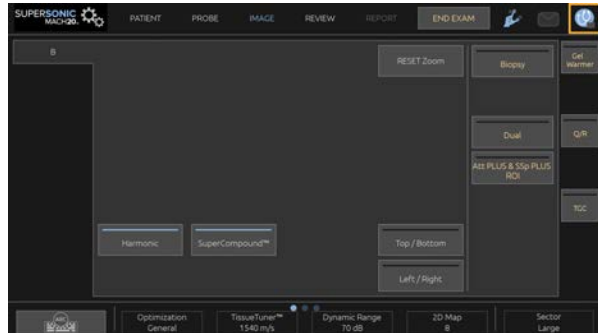 SUPERSONIC
MACH20.
PATIENT
PROBE
IMAGE
REVIEW
REPORT
END EXAM
B
RESET Zoom
Biopsy
Gel
Warmer
Dual
Q/R
Att PLUS & SSp PLUS
ROI
TGC
Harmonic
SuperCompound™
Top / Bottom
Left / Right
Optimization
General
TissueTuner™
1540 m/s
Dynamic Range
70 dB
2D Map
8
Sector
Large